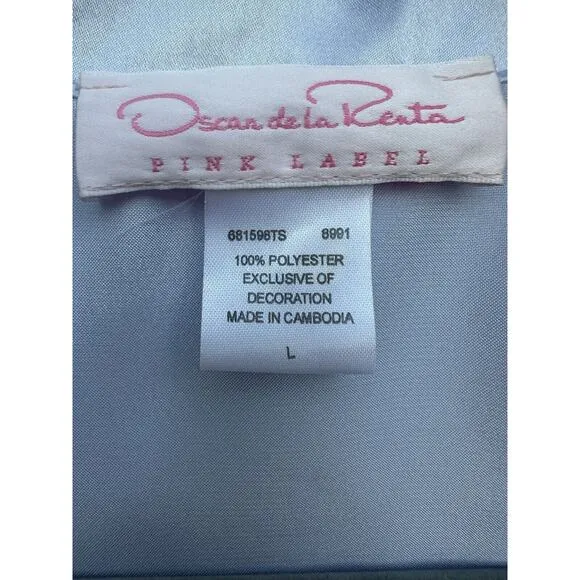 Oscar de la Renta
PINK LABEL
681596TS 8991
100% POLYESTER
EXCLUSIVE OF
DECORATION
MADE IN CAMBODIA
L